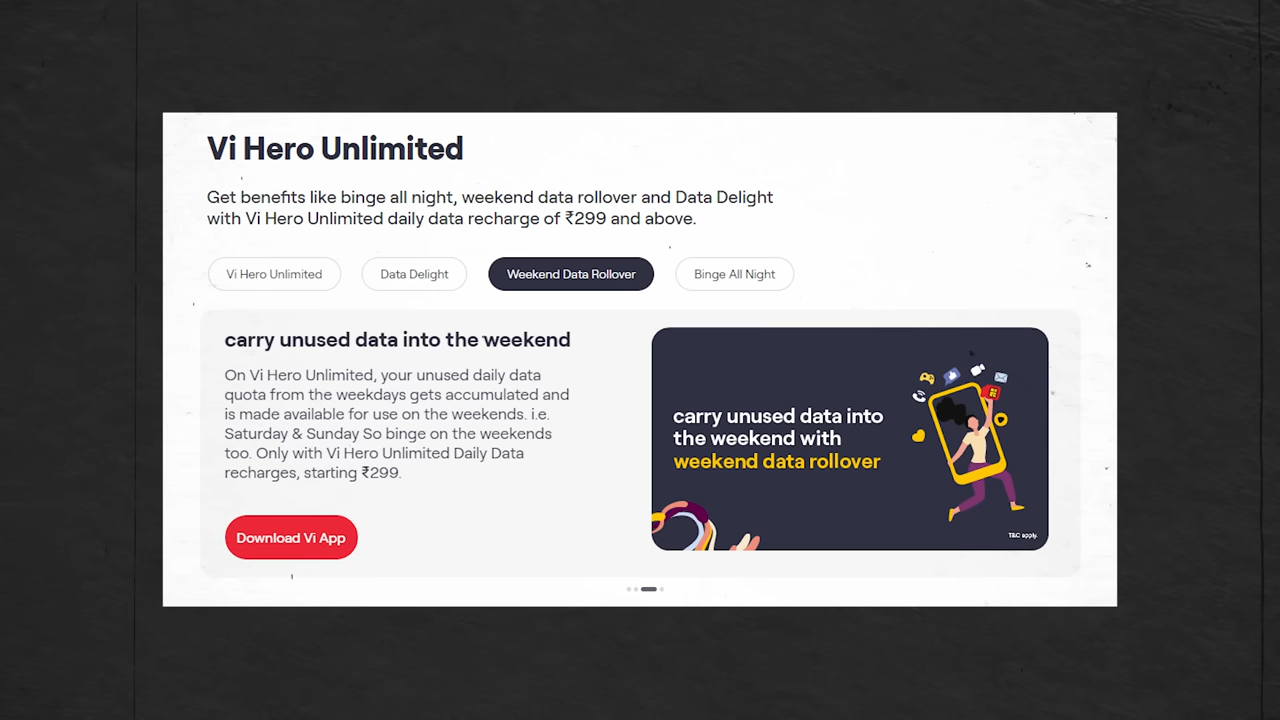 Vi Hero Unlimited
Get benefits like binge all night, weekend data rollover and Data Delight
with Vi Hero Unlimited daily data recharge of ₹299 and above.
Vi Hero Unlimited
Data Delight
Weekend Data Rollover
Binge All Night
carry unused data into the weekend
On Vi Hero Unlimited, your unused daily data
quota from the weekdays gets accumulated and
is made available for use on the weekends. i.e.
Saturday & Sunday So binge on the weekends
too. Only with Vi Hero Unlimited Daily Data
recharges, starting ₹299.
Download Vi App
carry unused data into
the weekend with
weekend data rollover
T&C apply.